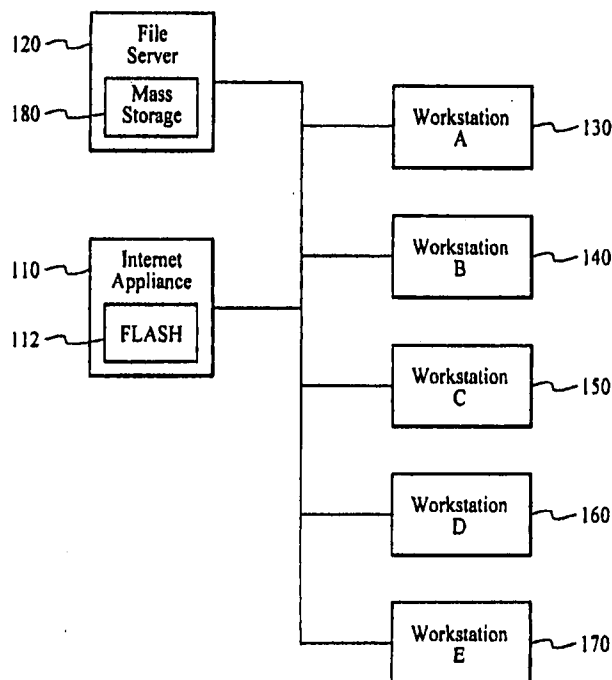 120
File
Server
180
Mass
Storage
110
Internet
Appliance
112
FLASH
Workstation
A
130
Workstation
B
140
Workstation
C
150
Workstation
D
160
Workstation
E
170